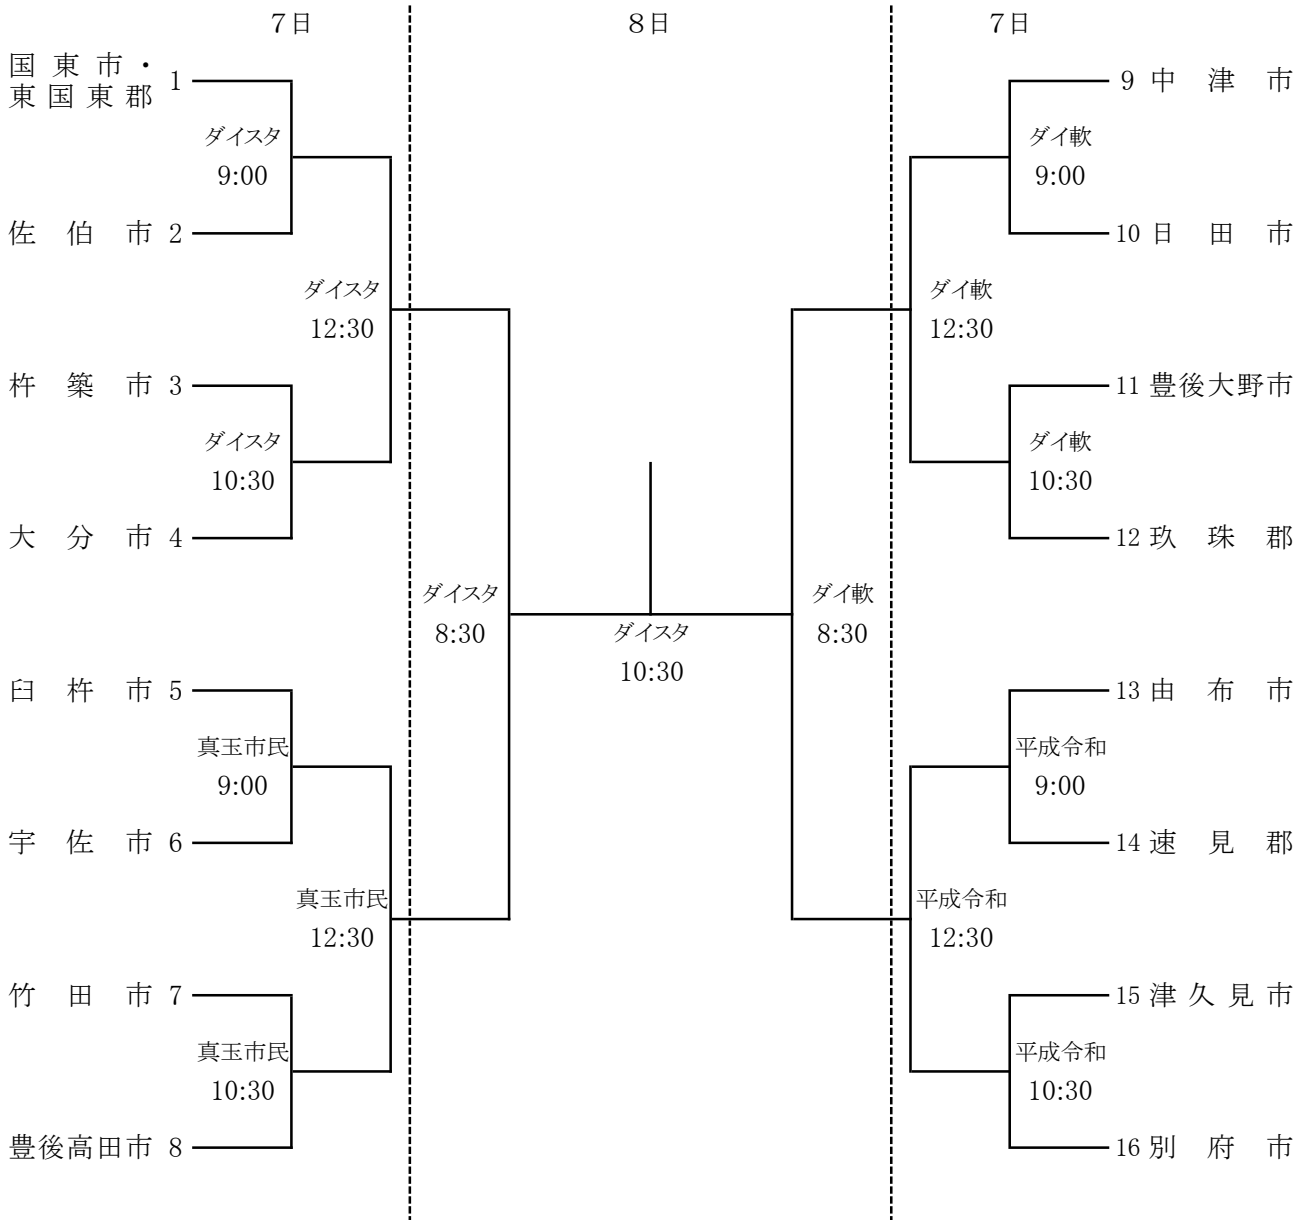 7日
8日
7日
国東市・
東国東郡 1
ダイスタ
9:00
佐伯市 2
ダイスタ
12:30
杵築市 3
ダイスタ
10:30
大分市 4
ダイスタ
8:30
臼杵市 5
真玉市民
9:00
宇佐市 6
真玉市民
12:30
竹田市 7
真玉市民
10:30
豊後高田市 8
ダイスタ
10:30
9 中津市
ダイ軟
9:00
10 日田市
ダイ軟
12:30
11 豊後大野市
ダイ軟
10:30
12 玖珠郡
ダイ軟
8:30
13 由布市
平成令和
9:00
14 速見郡
平成令和
12:30
15 津久見市
平成令和
10:30
16 別府市